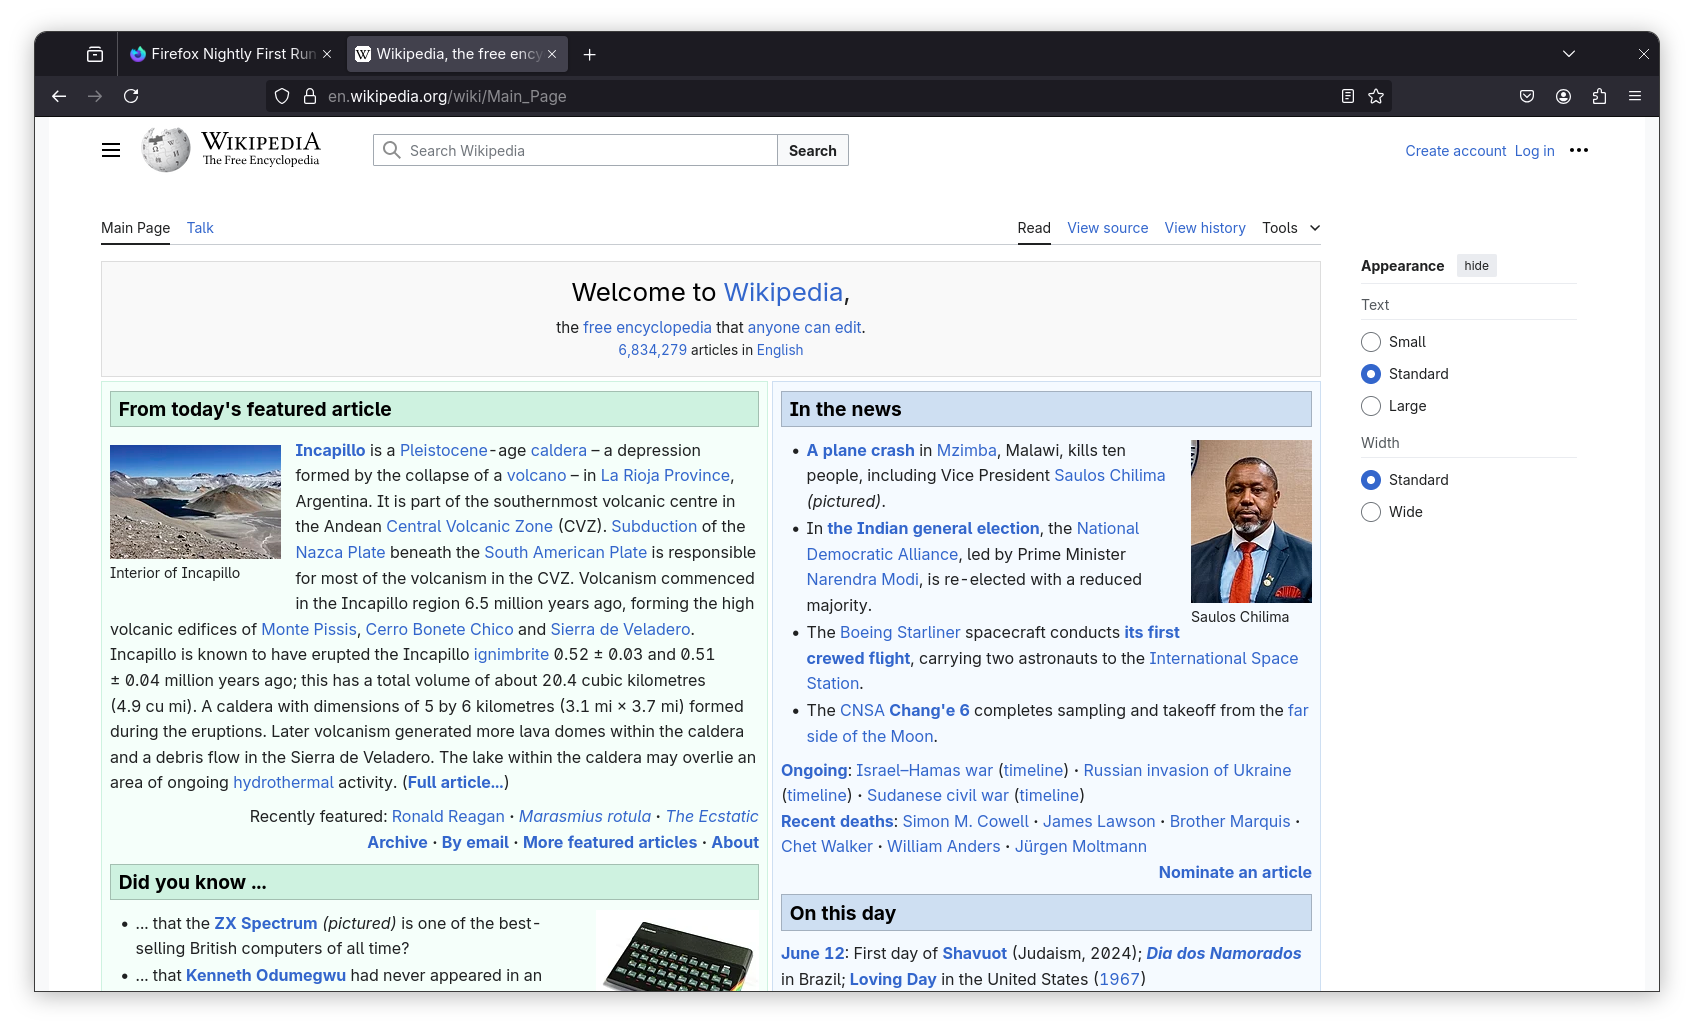 Firefox Nightly First Run
Wikipedia, the free ency
en.wikipedia.org/wiki/Main_Page
WIKIPEDIA
The Free Encyclopedia
Search Wikipedia
Search
Create account Log in
Main Page Talk
Read View source View history Tools
Welcome to Wikipedia,
the free encyclopedia that anyone can edit.
6,834,279 articles in English
From today's featured article
Interior of Incapillo
Incapillo is a Pleistocene-age caldera – a depression
formed by the collapse of a volcano – in La Rioja Province,
Argentina. It is part of the southernmost volcanic centre in
the Andean Central Volcanic Zone (CVZ). Subduction of the
Nazca Plate beneath the South American Plate is responsible
for most of the volcanism in the CVZ. Volcanism commenced
in the Incapillo region 6.5 million years ago, forming the high
volcanic edifices of Monte Pissis, Cerro Bonete Chico and Sierra de Veladero.
Incapillo is known to have erupted the Incapillo ignimbrite 0.52 ± 0.03 and 0.51
± 0.04 million years ago; this has a total volume of about 20.4 cubic kilometres
(4.9 cu mi). A caldera with dimensions of 5 by 6 kilometres (3.1 mi × 3.7 mi) formed
during the eruptions. Later volcanism generated more lava domes within the caldera
and a debris flow in the Sierra de Veladero. The lake within the caldera may overlie an
area of ongoing hydrothermal activity. (Full article...)
Recently featured: Ronald Reagan · Marasmius rotula · The Ecstatic
Archive · By email · More featured articles · About
Did you know ...
• ... that the ZX Spectrum (pictured) is one of the best-
selling British computers of all time?
• ... that Kenneth Odumegwu had never appeared in an
In the news
• A plane crash in Mzimba, Malawi, kills ten
people, including Vice President Saulos Chilima
(pictured).
• In the Indian general election, the National
Democratic Alliance, led by Prime Minister
Narendra Modi, is re-elected with a reduced
majority.
Saulos Chilima
• The Boeing Starliner spacecraft conducts its first
crewed flight, carrying two astronauts to the International Space
Station.
• The CNSA Chang'e 6 completes sampling and takeoff from the far
side of the Moon.
Ongoing: Israel–Hamas war (timeline) · Russian invasion of Ukraine
(timeline) · Sudanese civil war (timeline)
Recent deaths: Simon M. Cowell · James Lawson · Brother Marquis ·
Chet Walker · William Anders · Jürgen Moltmann
Nominate an article
On this day
June 12: First day of Shavuot (Judaism, 2024); Dia dos Namorados
in Brazil; Loving Day in the United States (1967)
Appearance hide
Text
Small
Standard
Large
Width
Standard
Wide